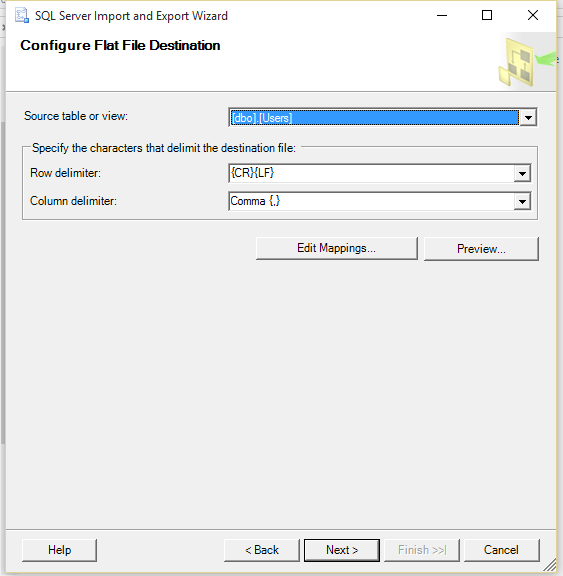 SQL Server Import and Export Wizard
Configure Flat File Destination
Source table or view: [dbo].[Users]
Specify the characters that delimit the destination file:
Row delimiter: {CR}{LF}
Column delimiter: Comma {,}
Edit Mappings... Preview...
Help < Back Next > Finish >>| Cancel